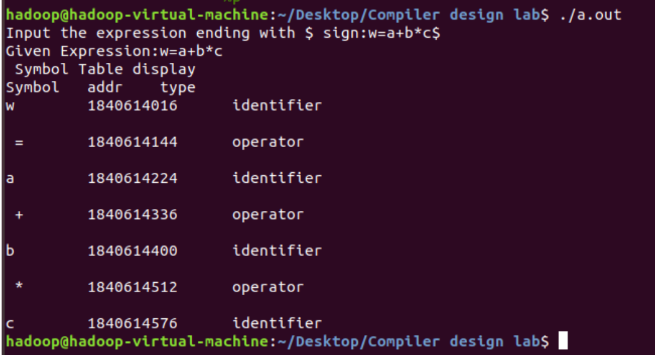 hadoop@hadoop-virtual-machine:~/Desktop/Compiler design lab$ ./a.out
Input the expression ending with $ sign:w=a+b*c$
Given Expression:w=a+b*c
Symbol Table display
Symbol addr type
w 1840614016 identifier
= 1840614144 operator
a 1840614224 identifier
+ 1840614336 operator
b 1840614400 identifier
* 1840614512 operator
c 1840614576 identifier
hadoop@hadoop-virtual-machine:~/Desktop/Compiler design lab$